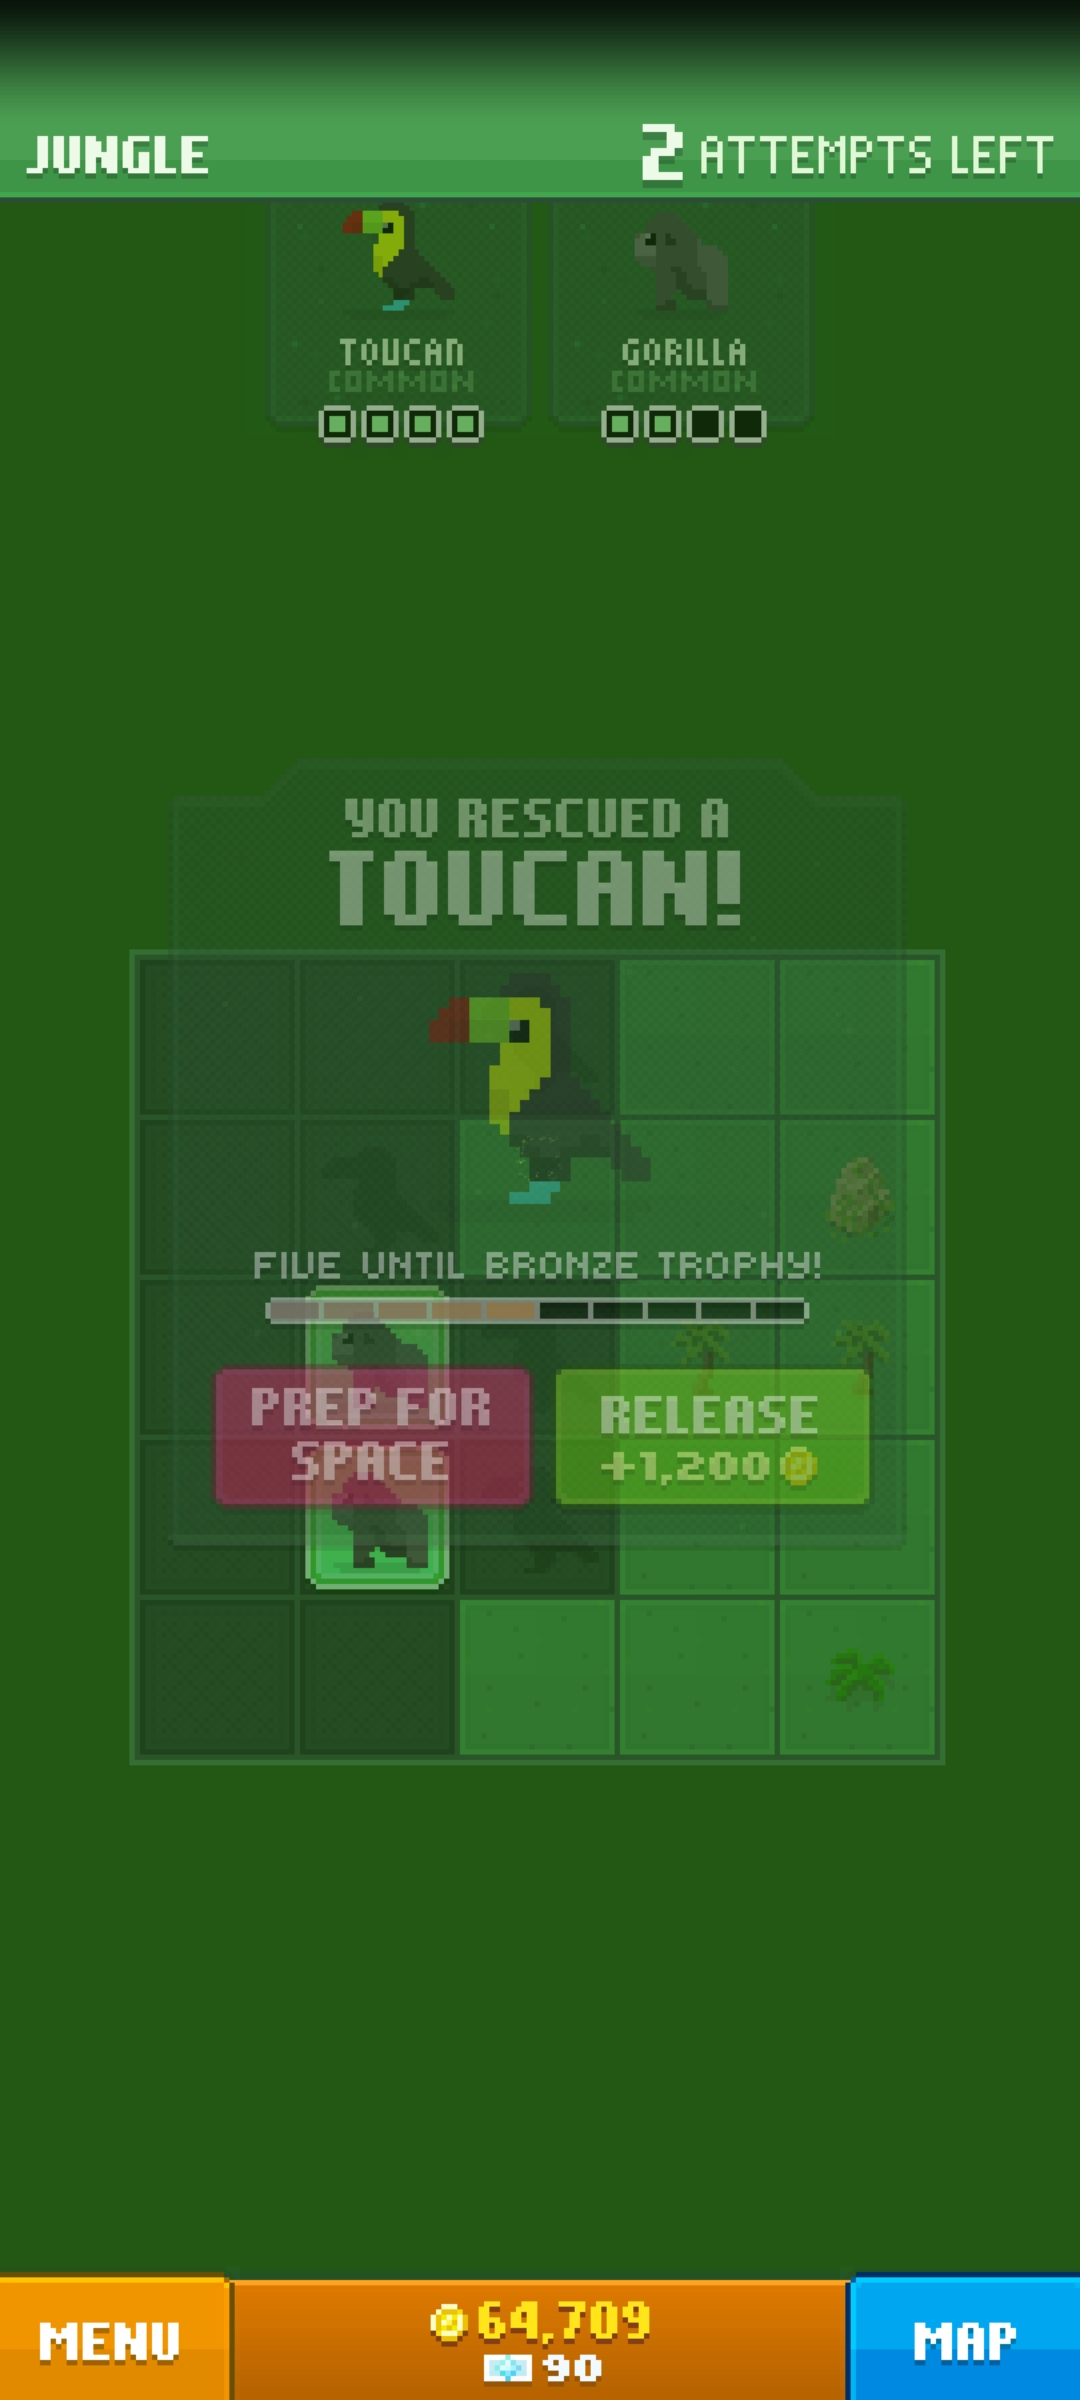 JUNGLE
2 ATTEMPTS LEFT
TOUCAN
COMMON
GORILLA
COMMON
YOU RESCUED A
TOUCAN!
FIVE UNTIL BRONZE TROPHY!
PREP FOR
SPACE
RELEASE
+1,200
MENU
64,709
90
MAP